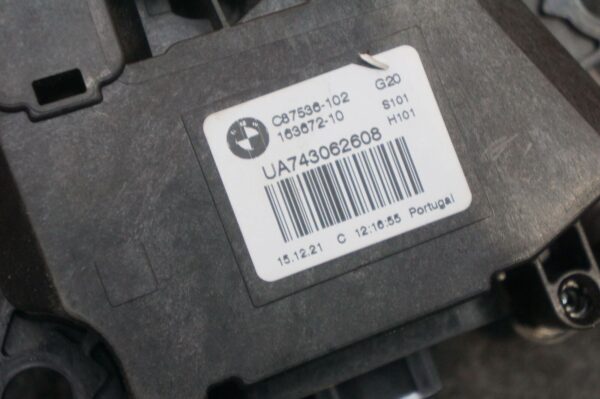 C87536-102 G20
163672-10 S101
H101
UA743062608
15.12.21 C 12:16:55 Portugal